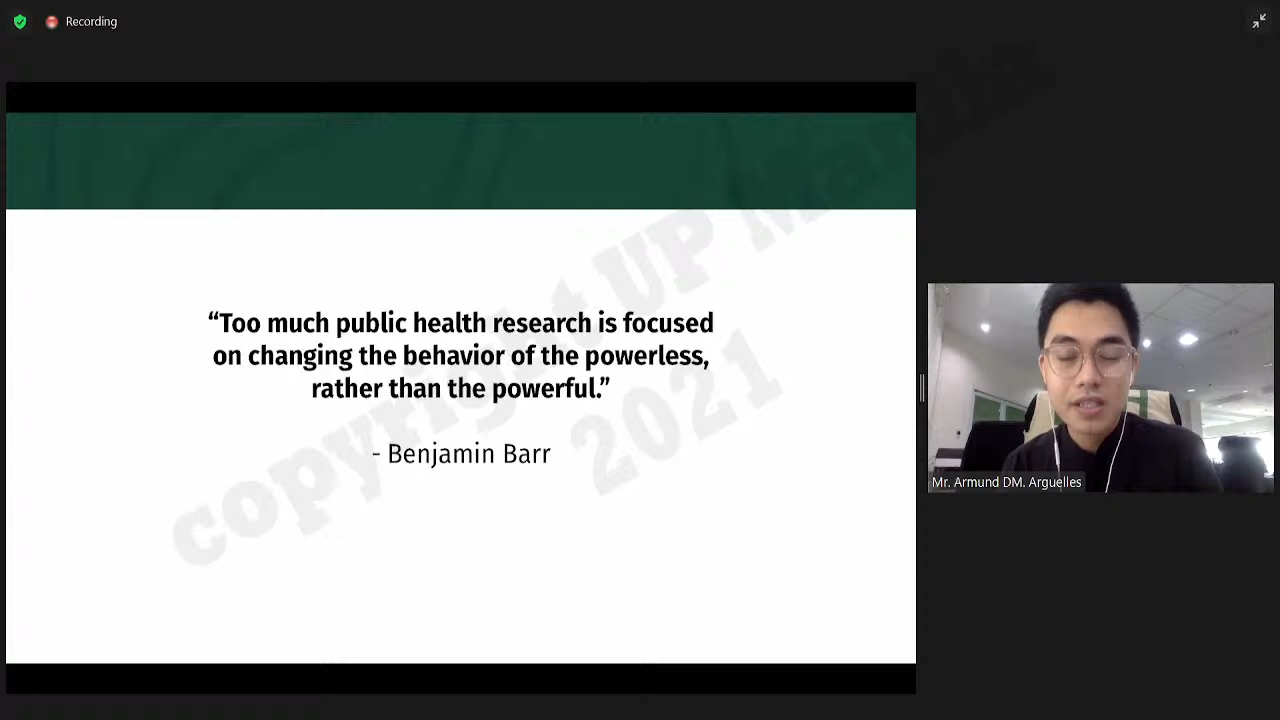 Recording
“Too much public health research is focused
on changing the behavior of the powerless,
rather than the powerful.”
- Benjamin Barr
copyright UP Manila
2021
Mr. Armund DM. Arguelles